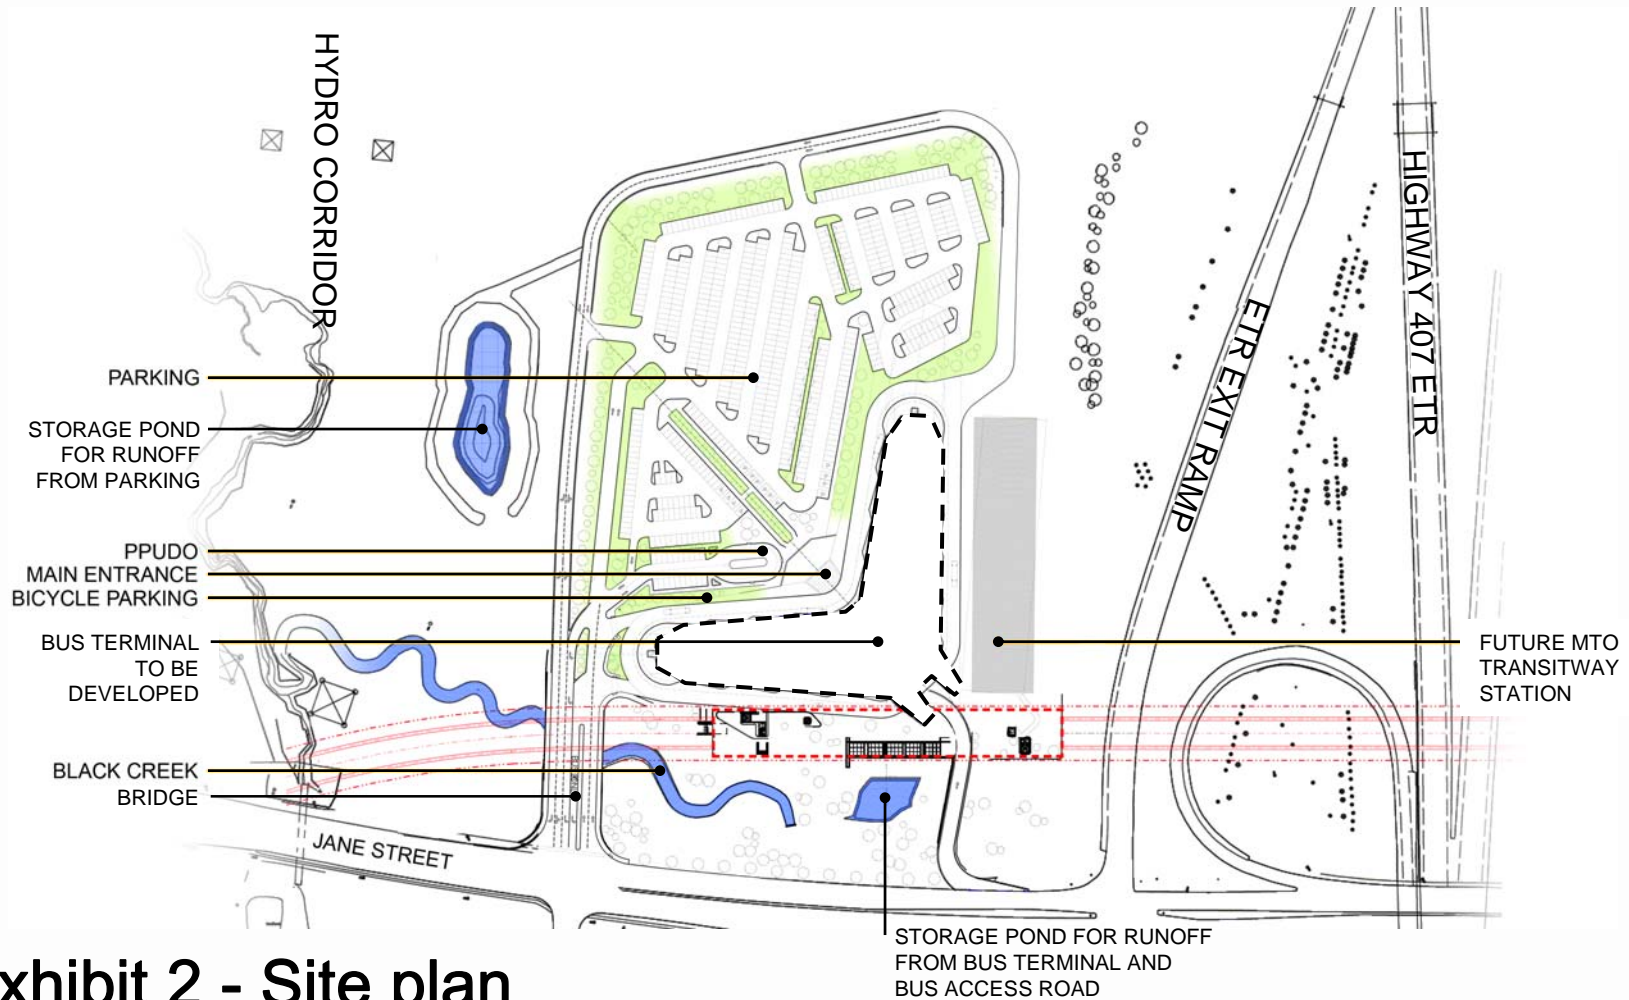 HYDRO CORRIDOR
HIGHWAY 407 ETR
ETR EXIT RAMP
PARKING
STORAGE POND
FOR RUNOFF
FROM PARKING
PPUDO
MAIN ENTRANCE
BICYCLE PARKING
BUS TERMINAL
TO BE
DEVELOPED
FUTURE MTO
TRANSITWAY
STATION
BLACK CREEK
BRIDGE
JANE STREET
STORAGE POND FOR RUNOFF
FROM BUS TERMINAL AND
BUS ACCESS ROAD
xhibit 2 - Site plan